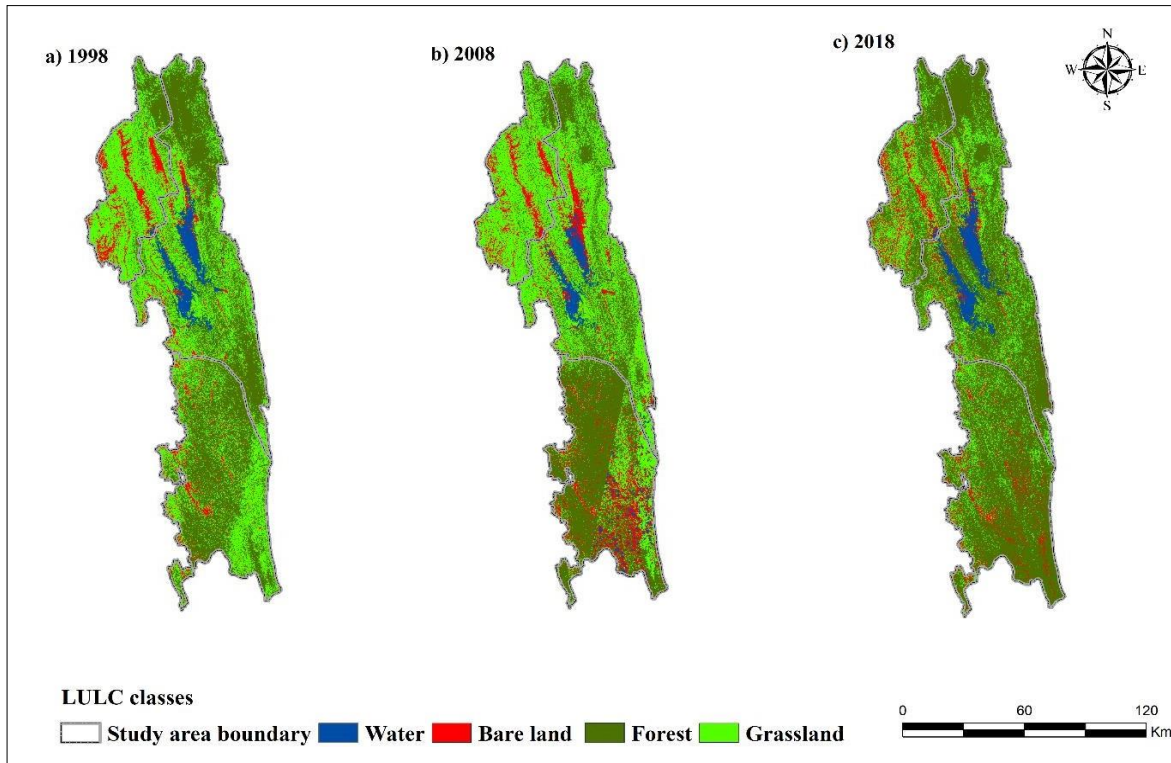 a) 1998
b) 2008
c) 2018
N
W E
S
LULC classes
Study area boundary Water Bare land Forest Grassland
0 60 120
Km